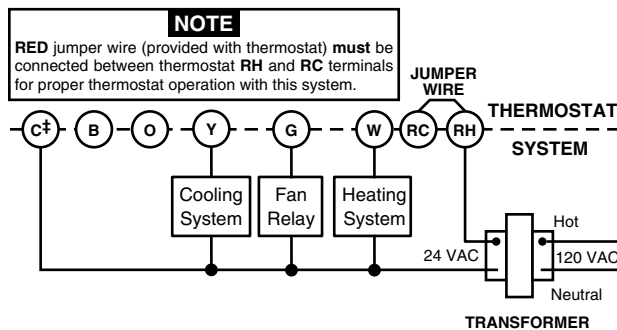 NOTE
RED jumper wire (provided with thermostat) must be
connected between thermostat RH and RC terminals
for proper thermostat operation with this system.
JUMPER
WIRE
THERMOSTAT
C‡ B O Y G W RC RH
SYSTEM
Cooling
System
Fan
Relay
Heating
System
Hot
24 VAC
120 VAC
Neutral
TRANSFORMER